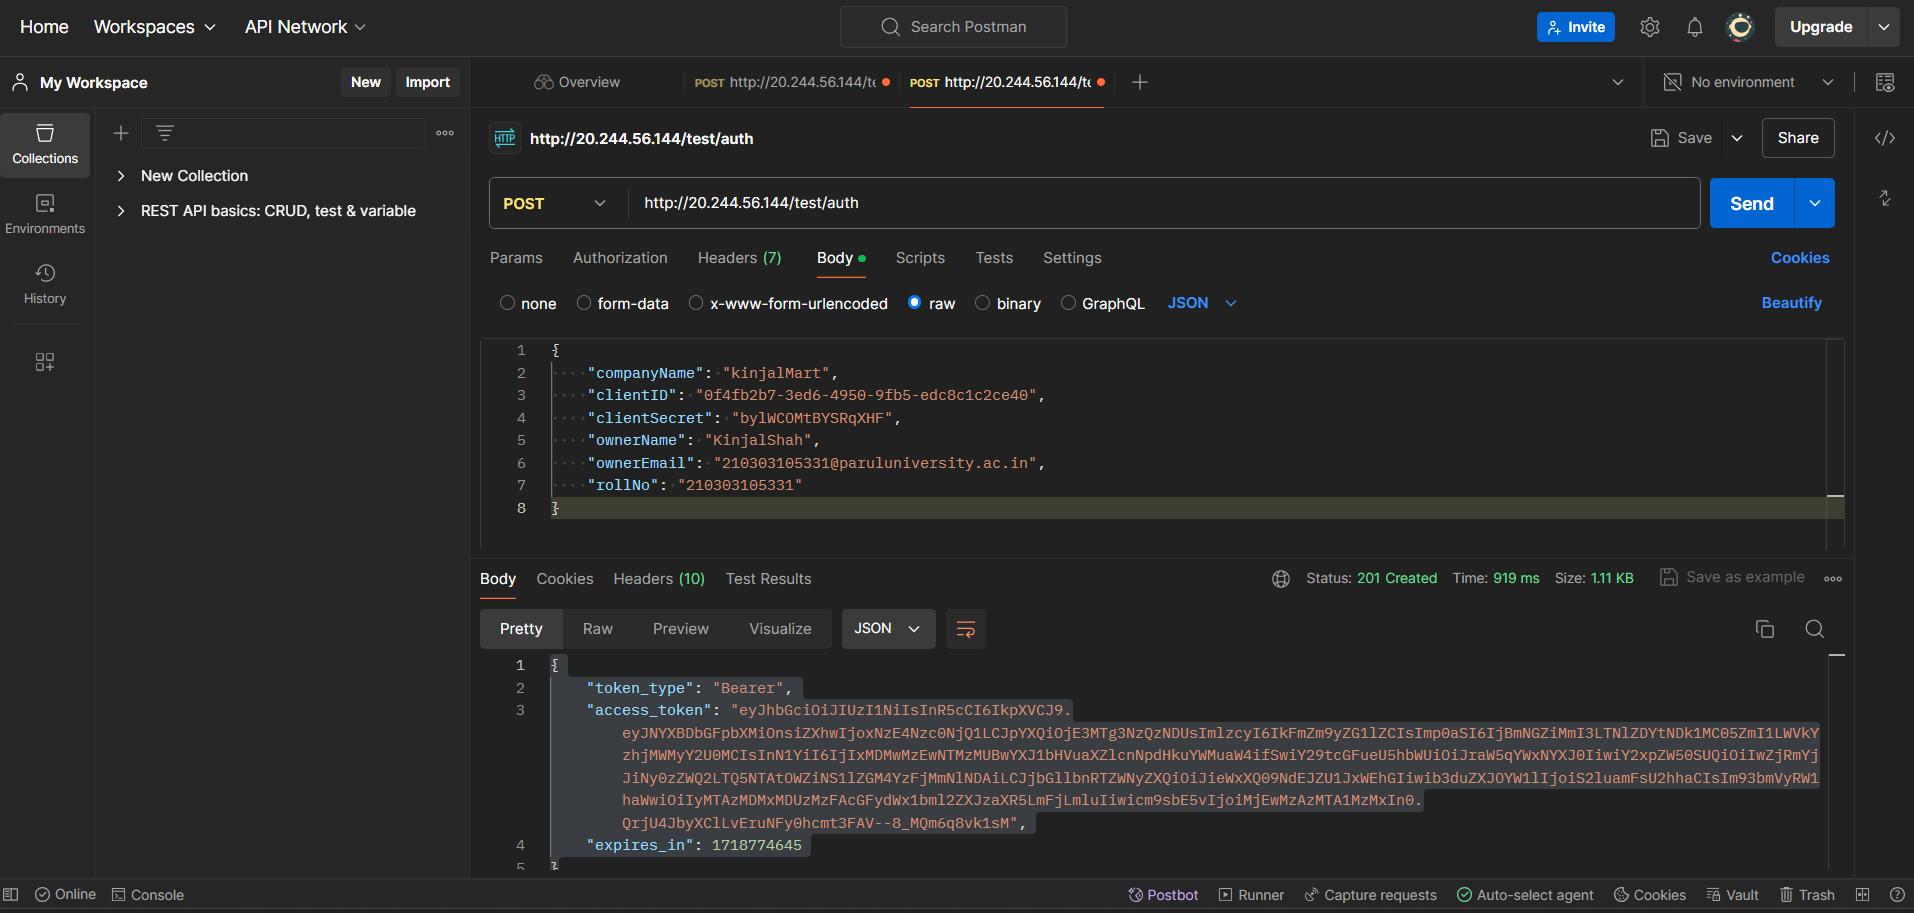 Home Workspaces API Network Search Postman Invite Upgrade
My Workspace New Import Overview POST http://20.244.56.144/te POST http://20.244.56.144/te No environment
Collections
Environments
History
New Collection
REST API basics: CRUD, test & variable
HTTP http://20.244.56.144/test/auth Save Share
POST http://20.244.56.144/test/auth Send
Params Authorization Headers (7) Body Scripts Tests Settings Cookies
none form-data x-www-form-urlencoded raw binary GraphQL JSON Beautify
1 {
2 "companyName": "kinjalMart",
3 "clientID": "0f4fb2b7-3ed6-4950-9fb5-edc8c1c2ce40",
4 "clientSecret": "bylWCOMtBYSRqXHF",
5 "ownerName": "KinjalShah",
6 "ownerEmail": "210303105331@paruluniversity.ac.in",
7 "rollNo": "210303105331"
8 }
Body Cookies Headers (10) Test Results Status: 201 Created Time: 919 ms Size: 1.11 KB Save as example
Pretty Raw Preview Visualize JSON
1 {
2 "token_type": "Bearer",
3 "access_token": "eyJhbGciOiJIUzI1NiIsInR5cCI6IkpXVCJ9.
4 "expires_in": 1718774645
5 }
Online Console Postbot Runner Capture requests Auto-select agent Cookies Vault Trash